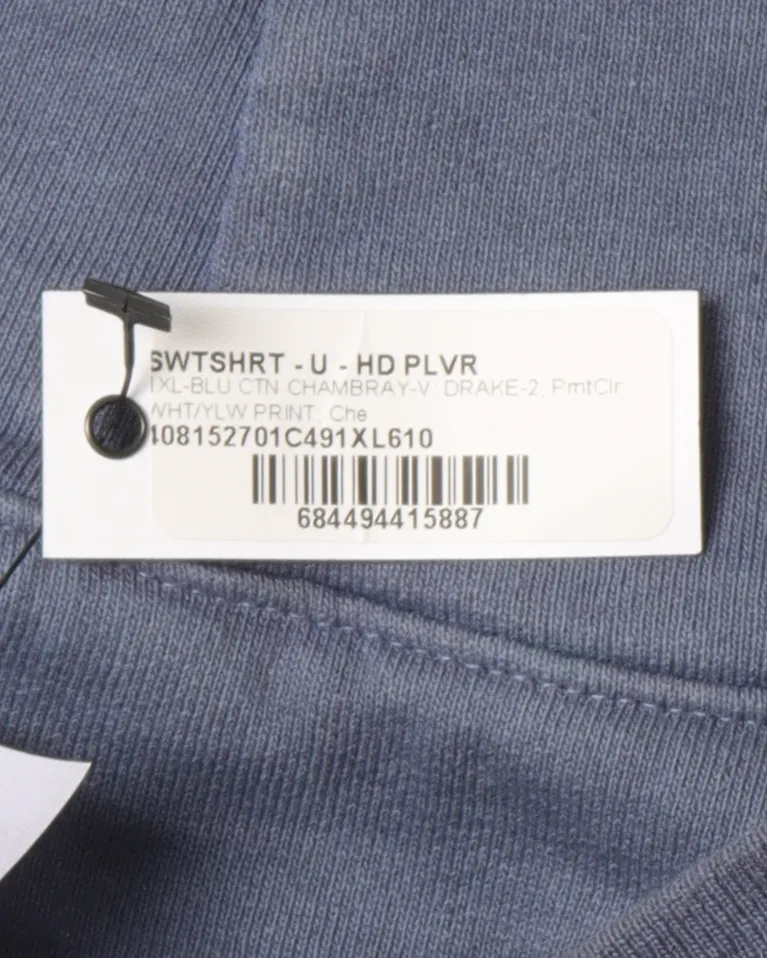 SWTSHRT - U - HD PLVR
1XL-BLU CTN CHAMBRAY-V DRAKE-2, PmtClr
WHT/YLW PRINT, Che
408152701C491XL610
684494415887